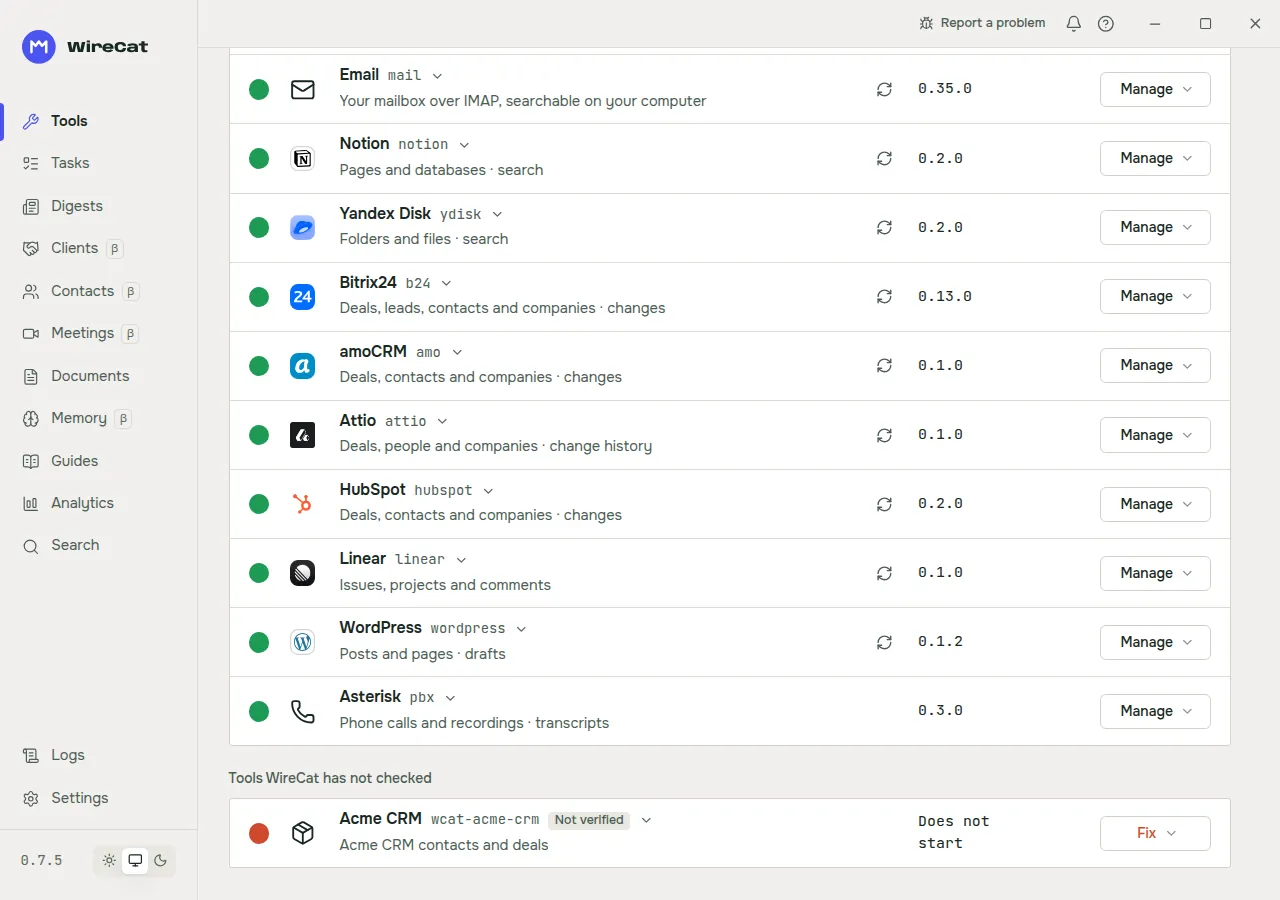 WireCat
Report a problem
Tools
Tasks
Digests
Clients β
Contacts β
Meetings β
Documents
Memory β
Guides
Analytics
Search
Logs
Settings
0.7.5
Email mail
Your mailbox over IMAP, searchable on your computer
0.35.0
Manage
Notion notion
Pages and databases · search
0.2.0
Manage
Yandex Disk ydisk
Folders and files · search
0.2.0
Manage
24
Bitrix24 b24
Deals, leads, contacts and companies · changes
0.13.0
Manage
amoCRM amo
Deals, contacts and companies · changes
0.1.0
Manage
Attio attio
Deals, people and companies · change history
0.1.0
Manage
HubSpot hubspot
Deals, contacts and companies · changes
0.2.0
Manage
Linear linear
Issues, projects and comments
0.1.0
Manage
WordPress wordpress
Posts and pages · drafts
0.1.2
Manage
Asterisk pbx
Phone calls and recordings · transcripts
0.3.0
Manage
Tools WireCat has not checked
Acme CRM wcat-acme-crm Not verified
Acme CRM contacts and deals
Does not
start
Fix